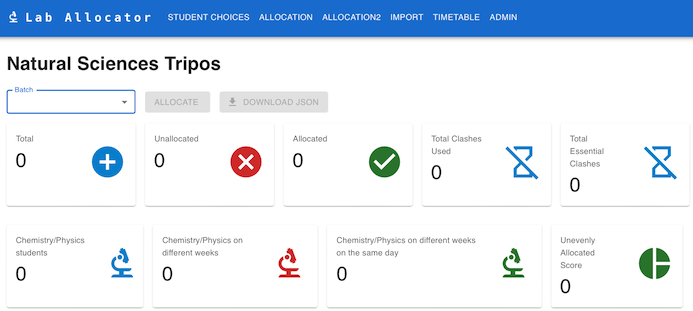 Lab Allocator STUDENT CHOICES ALLOCATION ALLOCATION2 IMPORT TIMETABLE ADMIN
Natural Sciences Tripos
Batch
ALLOCATE DOWNLOAD JSON
Total
0
Unallocated
0
Allocated
0
Total Clashes
Used
0
Total
Essential
Clashes
0
Chemistry/Physics
students
0
Chemistry/Physics on
different weeks
0
Chemistry/Physics on different weeks
on the same day
0
Unevenly
Allocated
Score
0